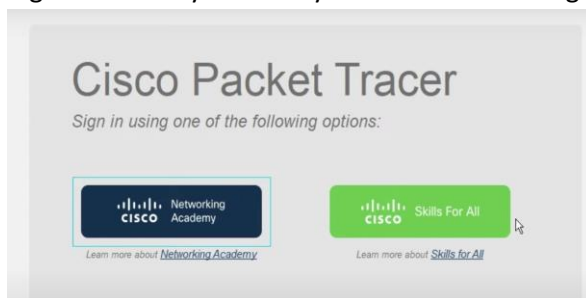 Cisco Packet Tracer
Sign in using one of the following options:
CISCO Networking Academy
CISCO Skills For All
Learn more about Networking Academy
Learn more about Skills for All